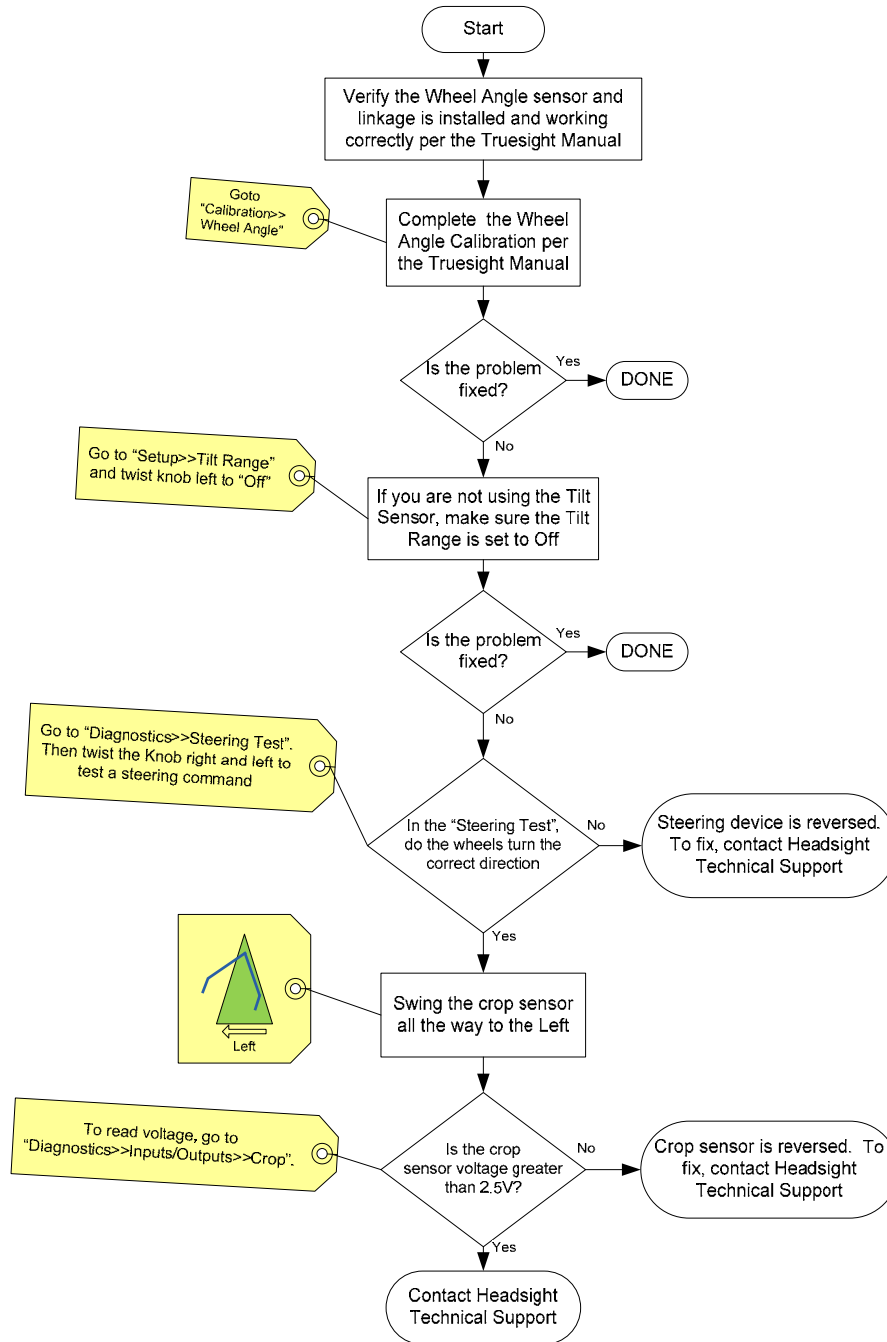 Start
Verify the Wheel Angle sensor and
linkage is installed and working
correctly per the Truesight Manual
Goto
“Calibration>>
Wheel Angle”
Complete the Wheel
Angle Calibration per
the Truesight Manual
Is the problem
fixed?
Yes
DONE
No
Go to “Setup>>Tilt Range”
and twist knob left to “Off”
If you are not using the Tilt
Sensor, make sure the Tilt
Range is set to Off
Is the problem
fixed?
Yes
DONE
No
Go to “Diagnostics>>Steering Test”.
Then twist the Knob right and left to
test a steering command
In the “Steering Test”,
do the wheels turn the
correct direction
No
Steering device is reversed.
To fix, contact Headsight
Technical Support
Yes
Left
Swing the crop sensor
all the way to the Left
To read voltage, go to
“Diagnostics>>Inputs/Outputs>>Crop”.
Is the crop
sensor voltage greater
than 2.5V?
No
Crop sensor is reversed. To
fix, contact Headsight
Technical Support
Yes
Contact Headsight
Technical Support